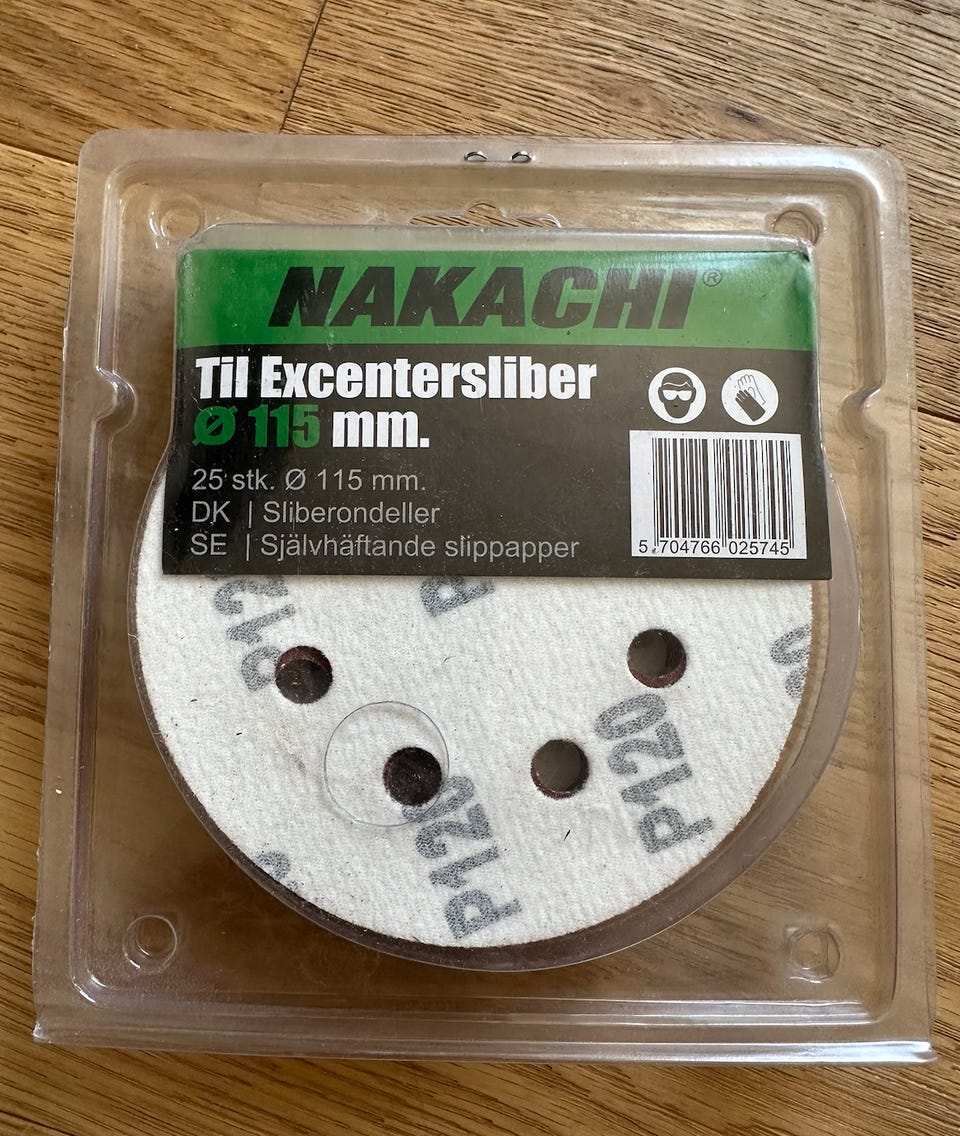 NAKACHI®
Til Excentersliber
Ø 115 mm.
25 stk. Ø 115 mm.
DK | Sliberondeller
SE | Självhäftande slippapper
5 704766 025745
P120
P120
P120